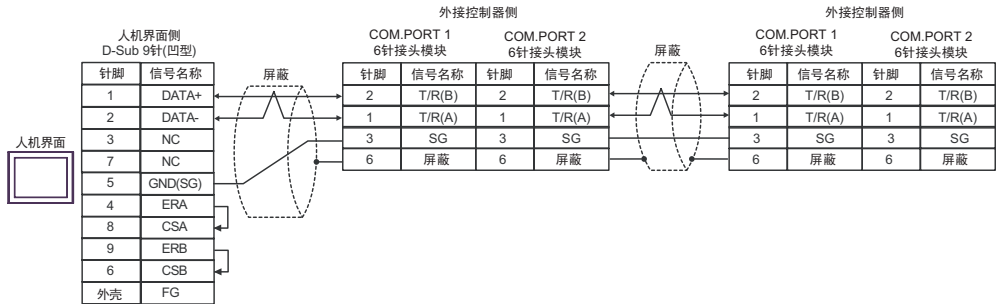 外接控制器侧
外接控制器侧
人机界面侧
D-Sub 9针(凹型)
COM.PORT 1
6针接头模块
COM.PORT 2
6针接头模块
屏蔽
COM.PORT 1
6针接头模块
COM.PORT 2
6针接头模块
针脚 信号名称 屏蔽 针脚 信号名称 针脚 信号名称 针脚 信号名称 针脚 信号名称
1 DATA+ 2 T/R(B) 2 T/R(B) 2 T/R(B) 2 T/R(B)
2 DATA- 1 T/R(A) 1 T/R(A) 1 T/R(A) 1 T/R(A)
人机界面 3 NC 3 SG 3 SG 3 SG 3 SG
7 NC 6 屏蔽 6 屏蔽 6 屏蔽 6 屏蔽
5 GND(SG)
4 ERA
8 CSA
9 ERB
6 CSB
外壳 FG